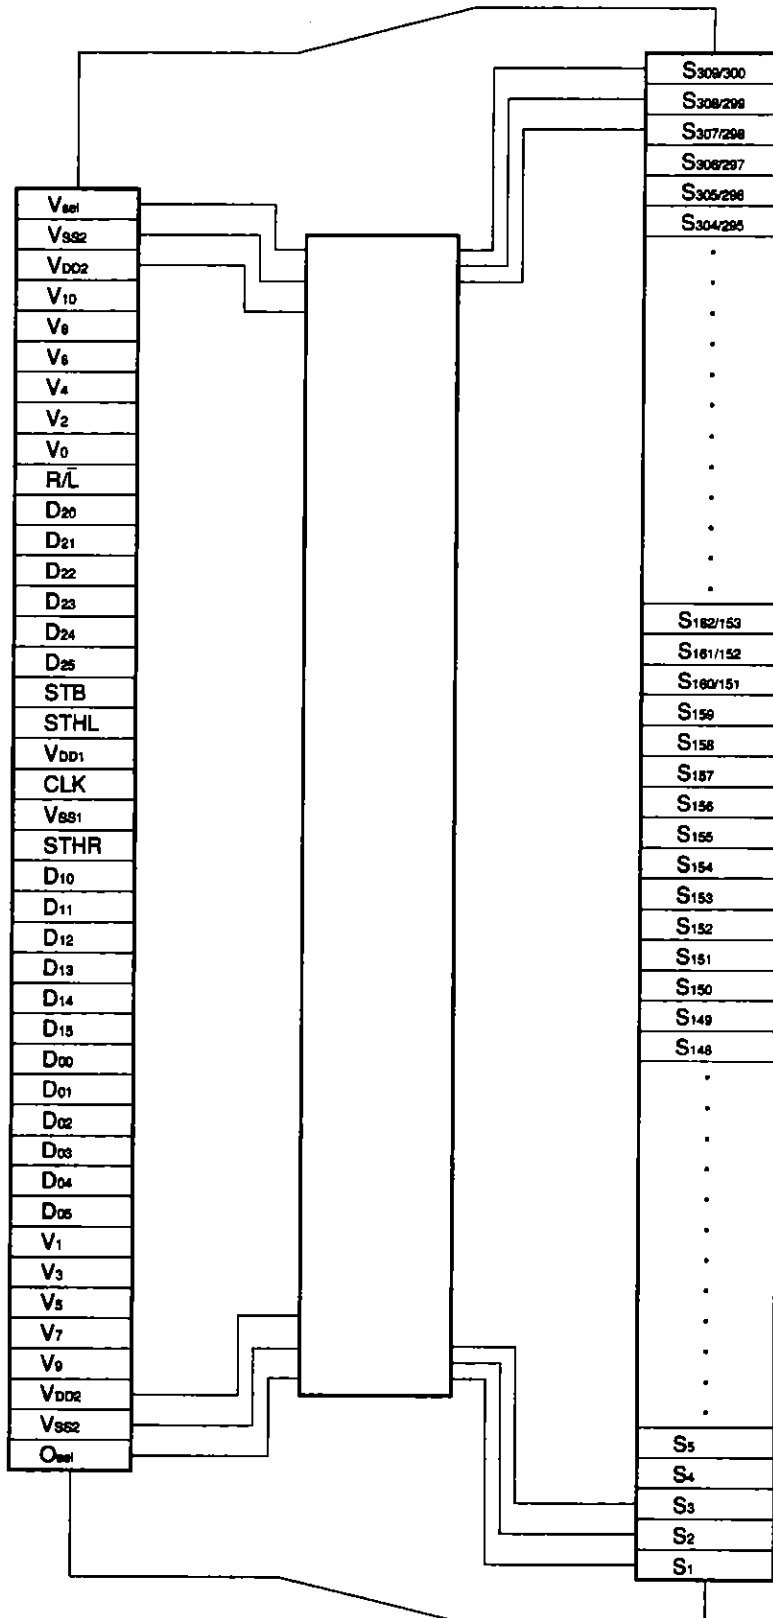 Vsel
VSS2
VDD2
V10
V8
V6
V4
V2
V0
R/L̅
D20
D21
D22
D23
D24
D25
STB
STHL
VDD1
CLK
VSS1
STHR
D10
D11
D12
D13
D14
D15
D00
D01
D02
D03
D04
D05
V1
V3
V5
V7
V9
VDD2
VSS2
Osel
S309/300
S308/299
S307/298
S306/297
S305/296
S304/295
S162/153
S161/152
S160/151
S159
S158
S157
S156
S155
S154
S153
S152
S151
S150
S149
S148
S5
S4
S3
S2
S1